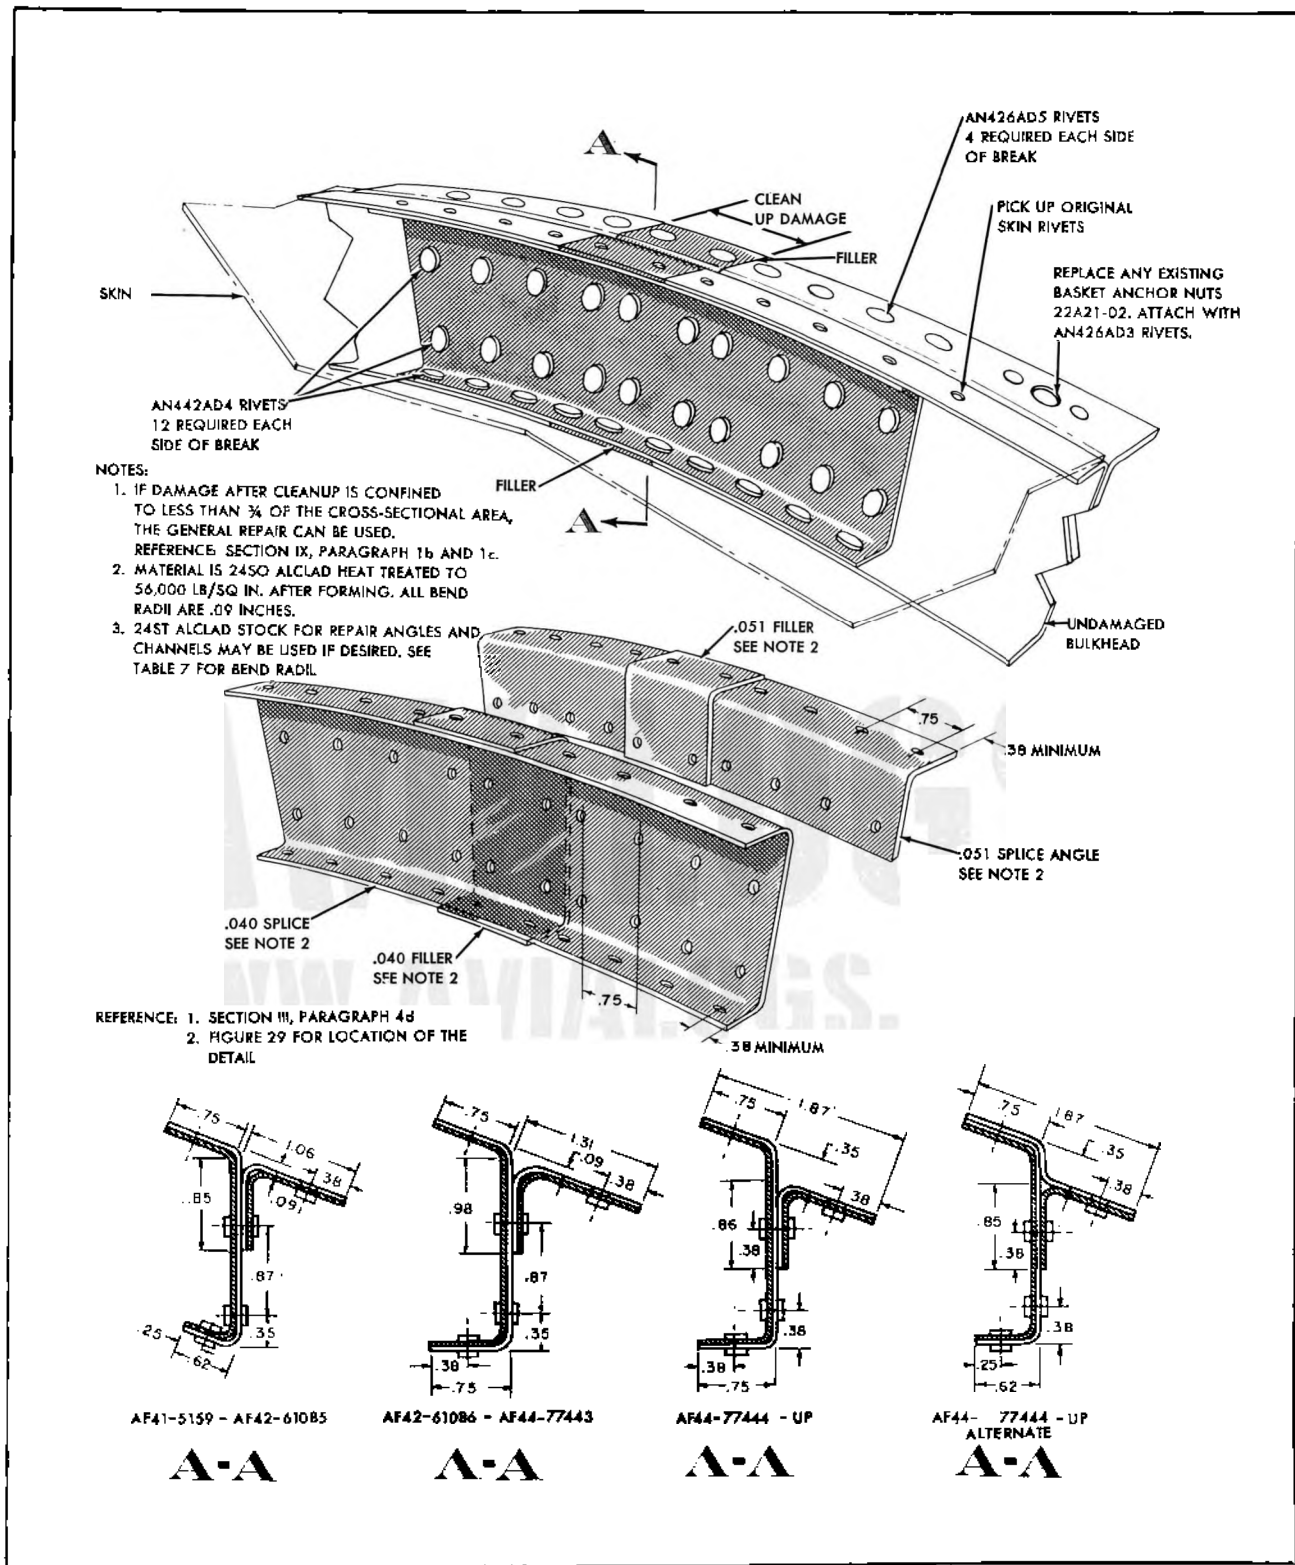 A
AN426AD5 RIVETS
4 REQUIRED EACH SIDE
OF BREAK
CLEAN
UP DAMAGE
PICK UP ORIGINAL
SKIN RIVETS
FILLER
REPLACE ANY EXISTING
BASKET ANCHOR NUTS
22A21-02. ATTACH WITH
AN426AD3 RIVETS.
SKIN
AN442AD4 RIVETS
12 REQUIRED EACH
SIDE OF BREAK
FILLER
A
UNDAMAGED
BULKHEAD
NOTES:
1. IF DAMAGE AFTER CLEANUP IS CONFINED
TO LESS THAN ¾ OF THE CROSS-SECTIONAL AREA,
THE GENERAL REPAIR CAN BE USED.
REFERENCE: SECTION IX, PARAGRAPH 1b AND 1c.
2. MATERIAL IS 24SO ALCLAD HEAT TREATED TO
56,000 LB/SQ IN. AFTER FORMING. ALL BEND
RADII ARE .09 INCHES.
3. 24ST ALCLAD STOCK FOR REPAIR ANGLES AND
CHANNELS MAY BE USED IF DESIRED. SEE
TABLE 7 FOR BEND RADII.
.051 FILLER
SEE NOTE 2
.75
.38 MINIMUM
.051 SPLICE ANGLE
SEE NOTE 2
.040 SPLICE
SEE NOTE 2
.040 FILLER
SEE NOTE 2
.75
.38 MINIMUM
REFERENCE: 1. SECTION III, PARAGRAPH 4d
2. FIGURE 29 FOR LOCATION OF THE
DETAIL
.75
1.06
.38
.85
.09
.87
.25
.35
.62
AF41-5159 - AF42-61085
A-A
.75
1.31
.09
.38
.98
.87
.35
.38
.75
AF42-61086 - AF44-77443
A-A
.75
1.87
.35
.38
.86
.38
.38
.38
.75
AF44-77444 - UP
A-A
.75
1.87
.35
.38
.85
.38
.38
.25
.62
AF44- 77444 - UP
ALTERNATE
A-A